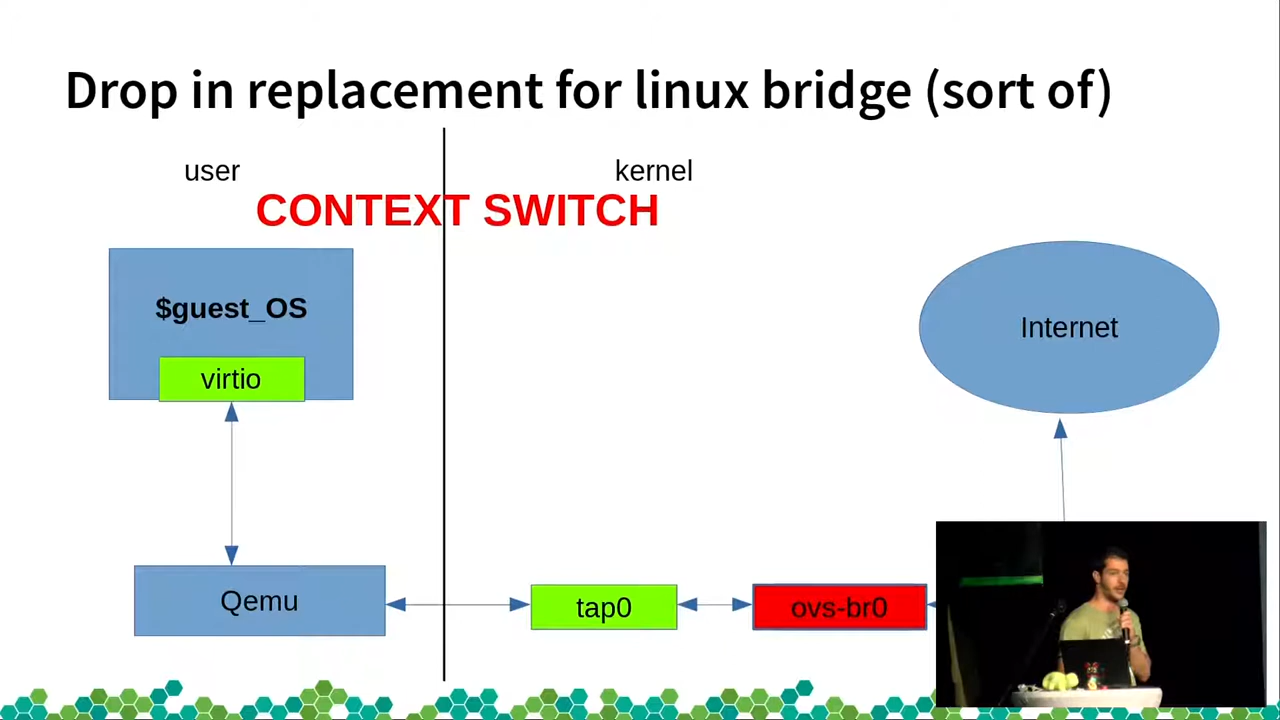 Drop in replacement for linux bridge (sort of)
user
kernel
CONTEXT SWITCH
$guest_OS
virtio
Internet
Qemu
tap0
ovs-br0